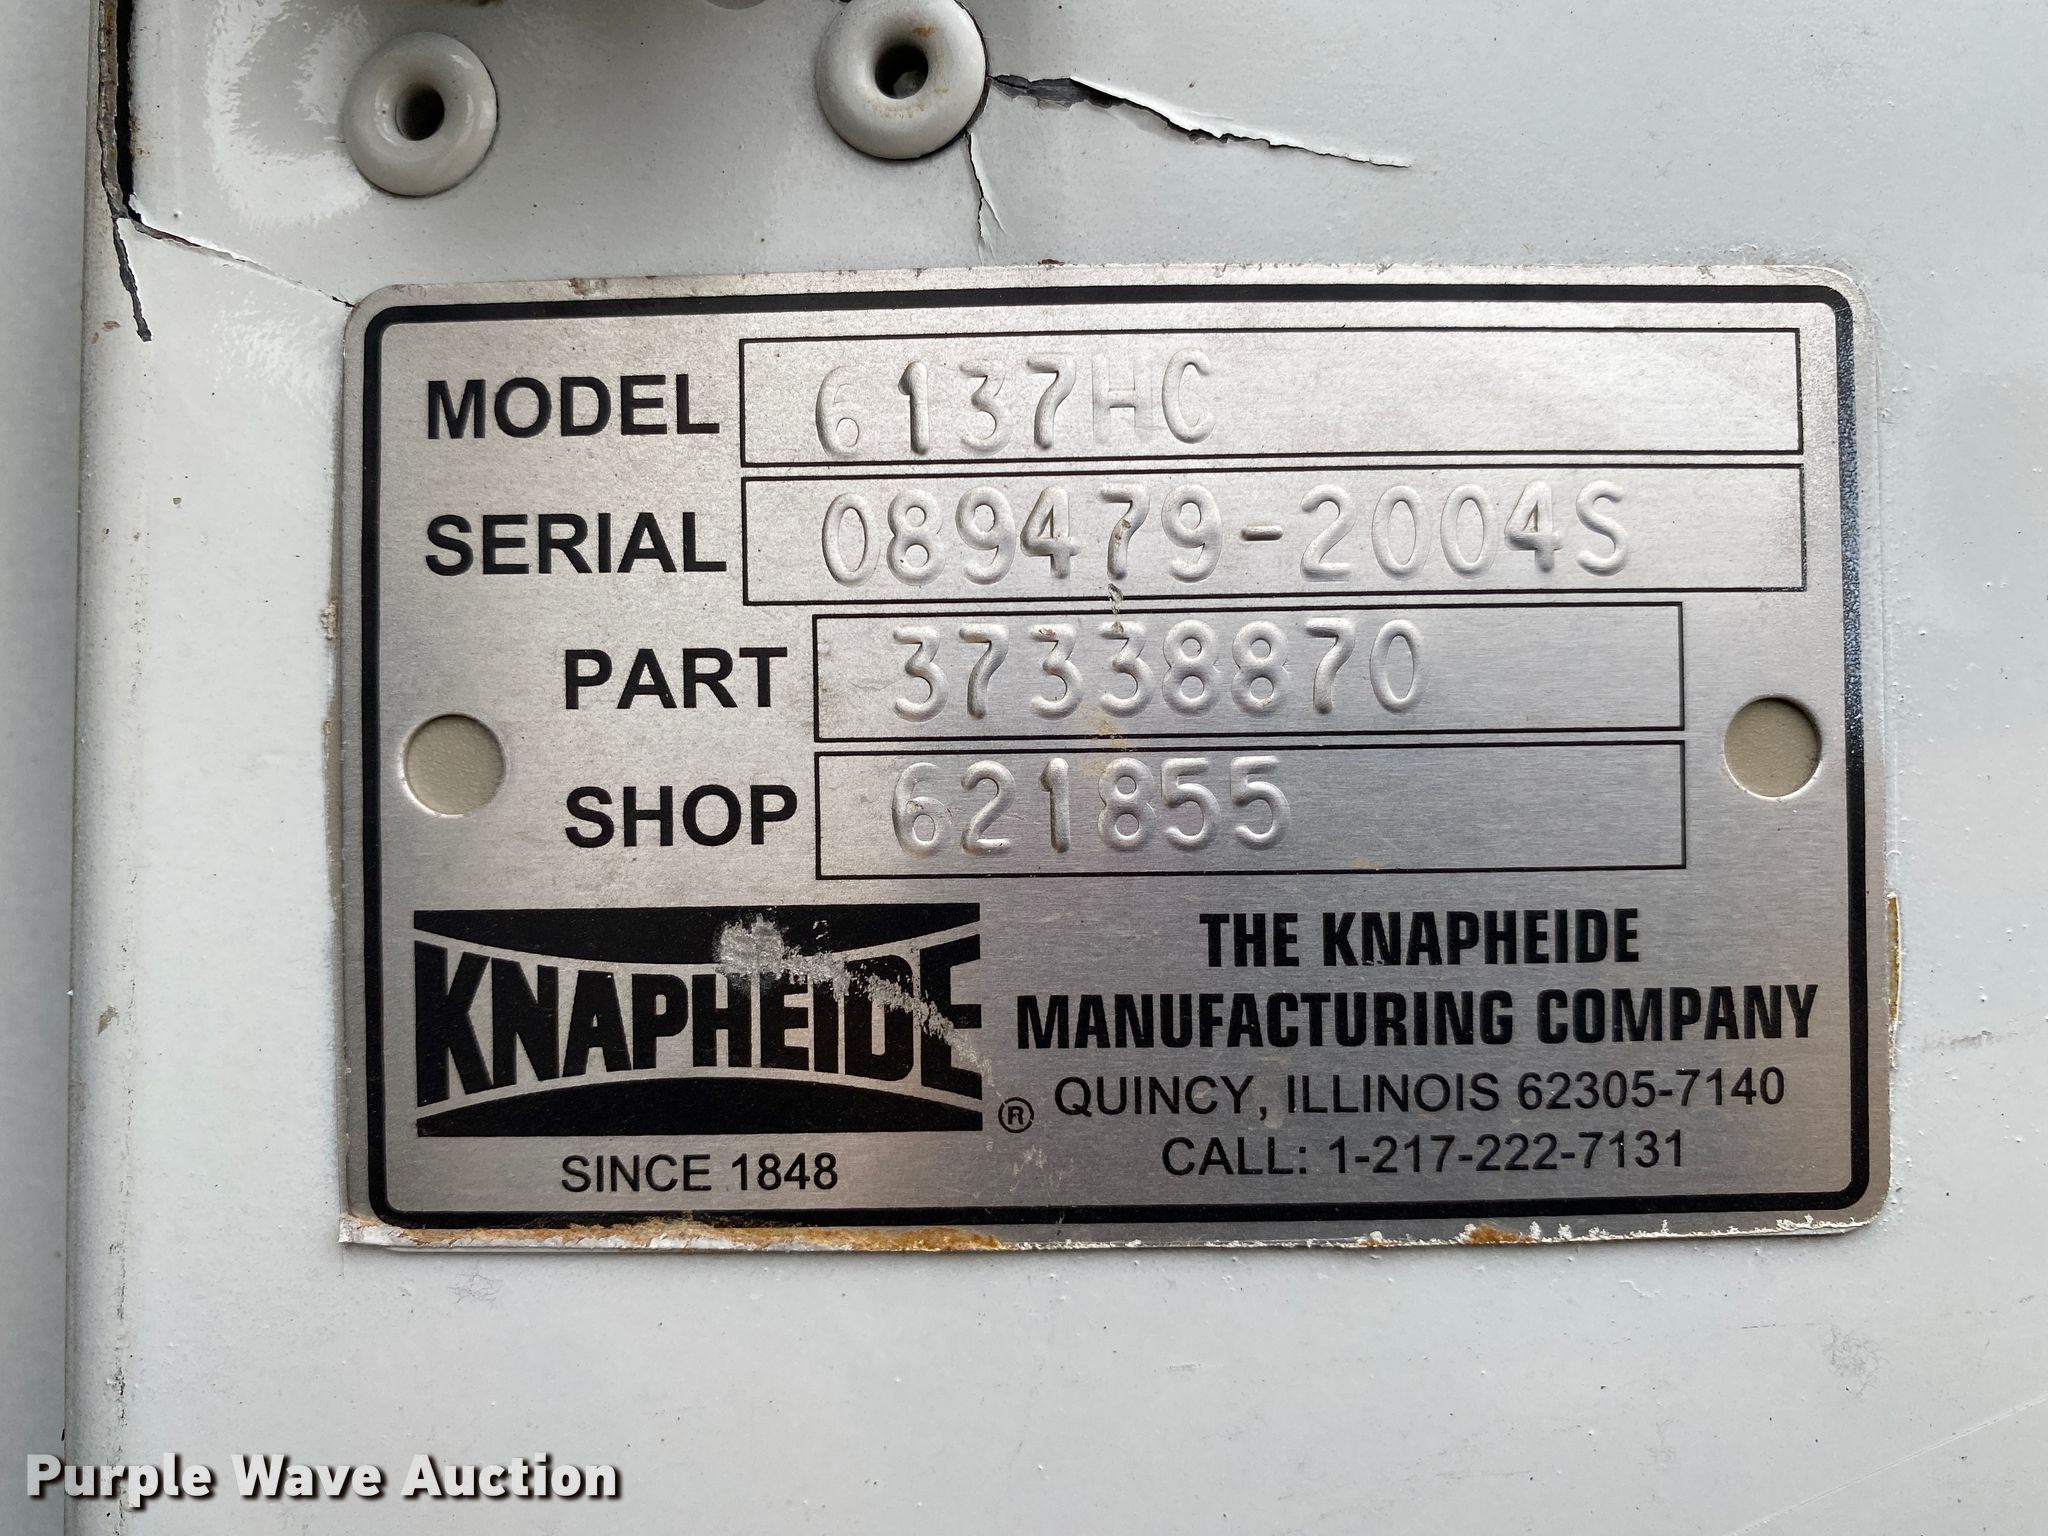 MODEL 6137HC
SERIAL 089479-2004S
PART 37338870
SHOP 621855
KNAPHEIDE ®
SINCE 1848
THE KNAPHEIDE
MANUFACTURING COMPANY
QUINCY, ILLINOIS 62305-7140
CALL: 1-217-222-7131
Purple Wave Auction